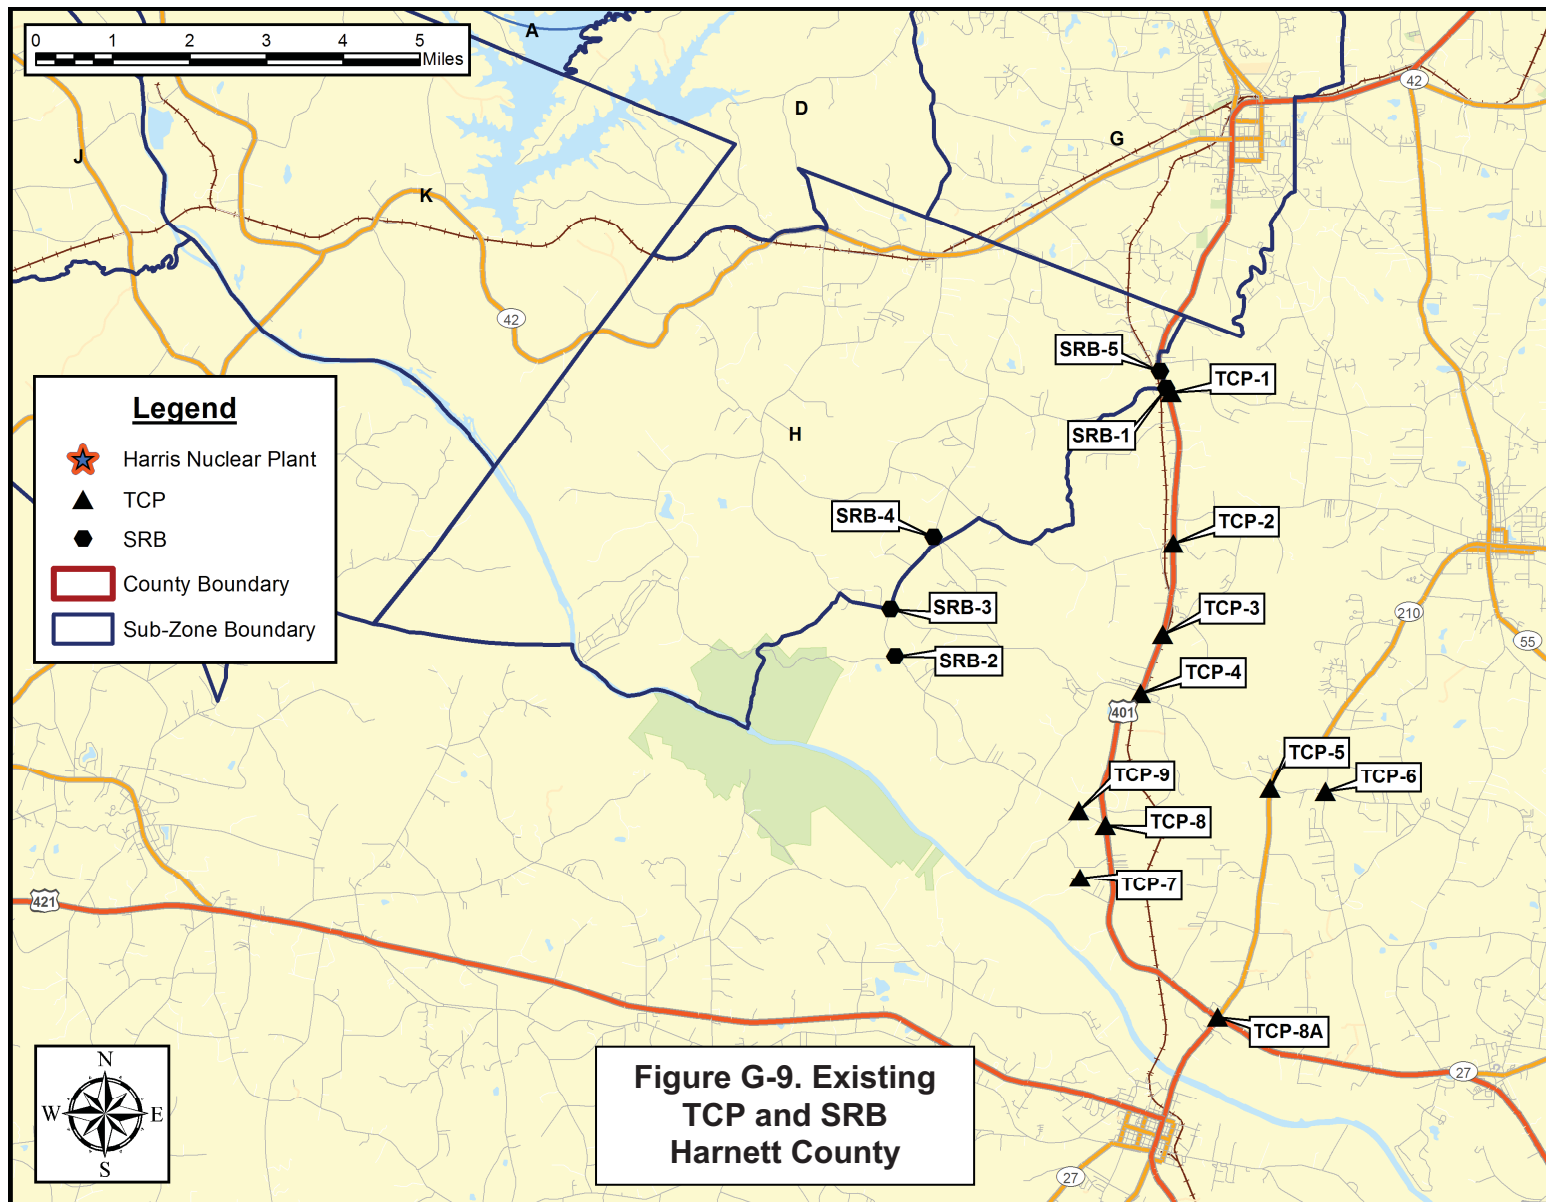 A
0 1 2 3 4 5
Miles
D
42
G
J
K
42
SRB-5
TCP-1
SRB-1
H
Legend
Harris Nuclear Plant
TCP
SRB
County Boundary
Sub-Zone Boundary
SRB-4
TCP-2
SRB-3
TCP-3
210
55
SRB-2
TCP-4
401
TCP-5
TCP-6
TCP-9
TCP-8
TCP-7
421
TCP-8A
27
N
W E
S
Figure G-9. Existing
TCP and SRB
Harnett County
27